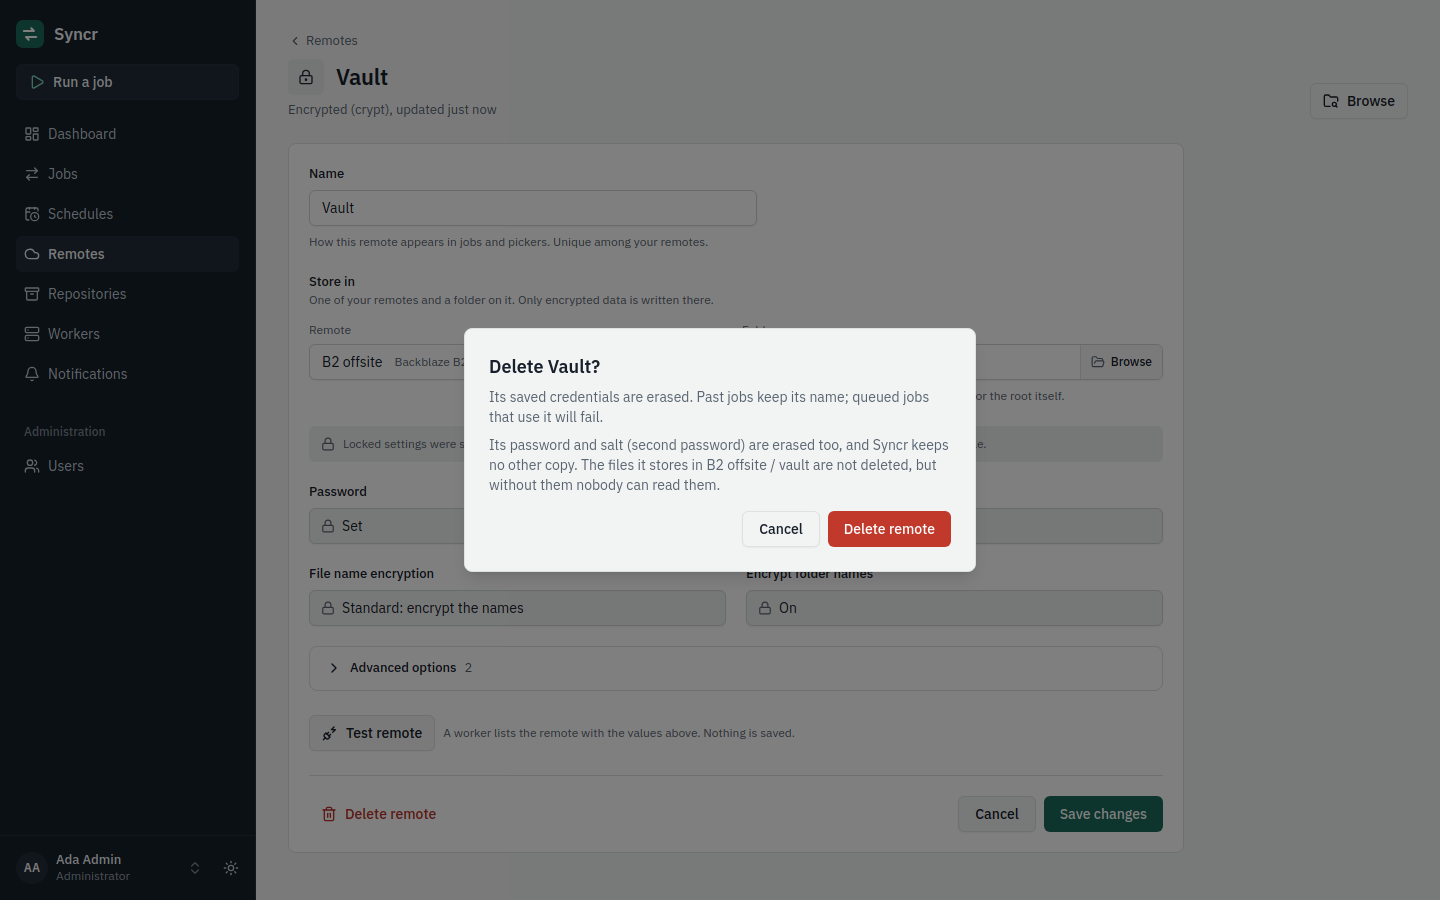 Syncr
Run a job
Dashboard
Jobs
Schedules
Remotes
Repositories
Workers
Notifications
Administration
Users
AA
Ada Admin
Administrator
Remotes
Vault
Encrypted (crypt), updated just now
Browse
Name
Vault
How this remote appears in jobs and pickers. Unique among your remotes.
Store in
One of your remotes and a folder on it. Only encrypted data is written there.
Remote
B2 offsite Backblaze B2
Browse
or the root itself.
Locked settings were
Password
Set
File name encryption
Encrypt folder names
Standard: encrypt the names
On
Advanced options 2
Test remote
A worker lists the remote with the values above. Nothing is saved.
Delete remote
Cancel
Save changes
Delete Vault?
Its saved credentials are erased. Past jobs keep its name; queued jobs
that use it will fail.
Its password and salt (second password) are erased too, and Syncr keeps
no other copy. The files it stores in B2 offsite / vault are not deleted, but
without them nobody can read them.
Cancel
Delete remote